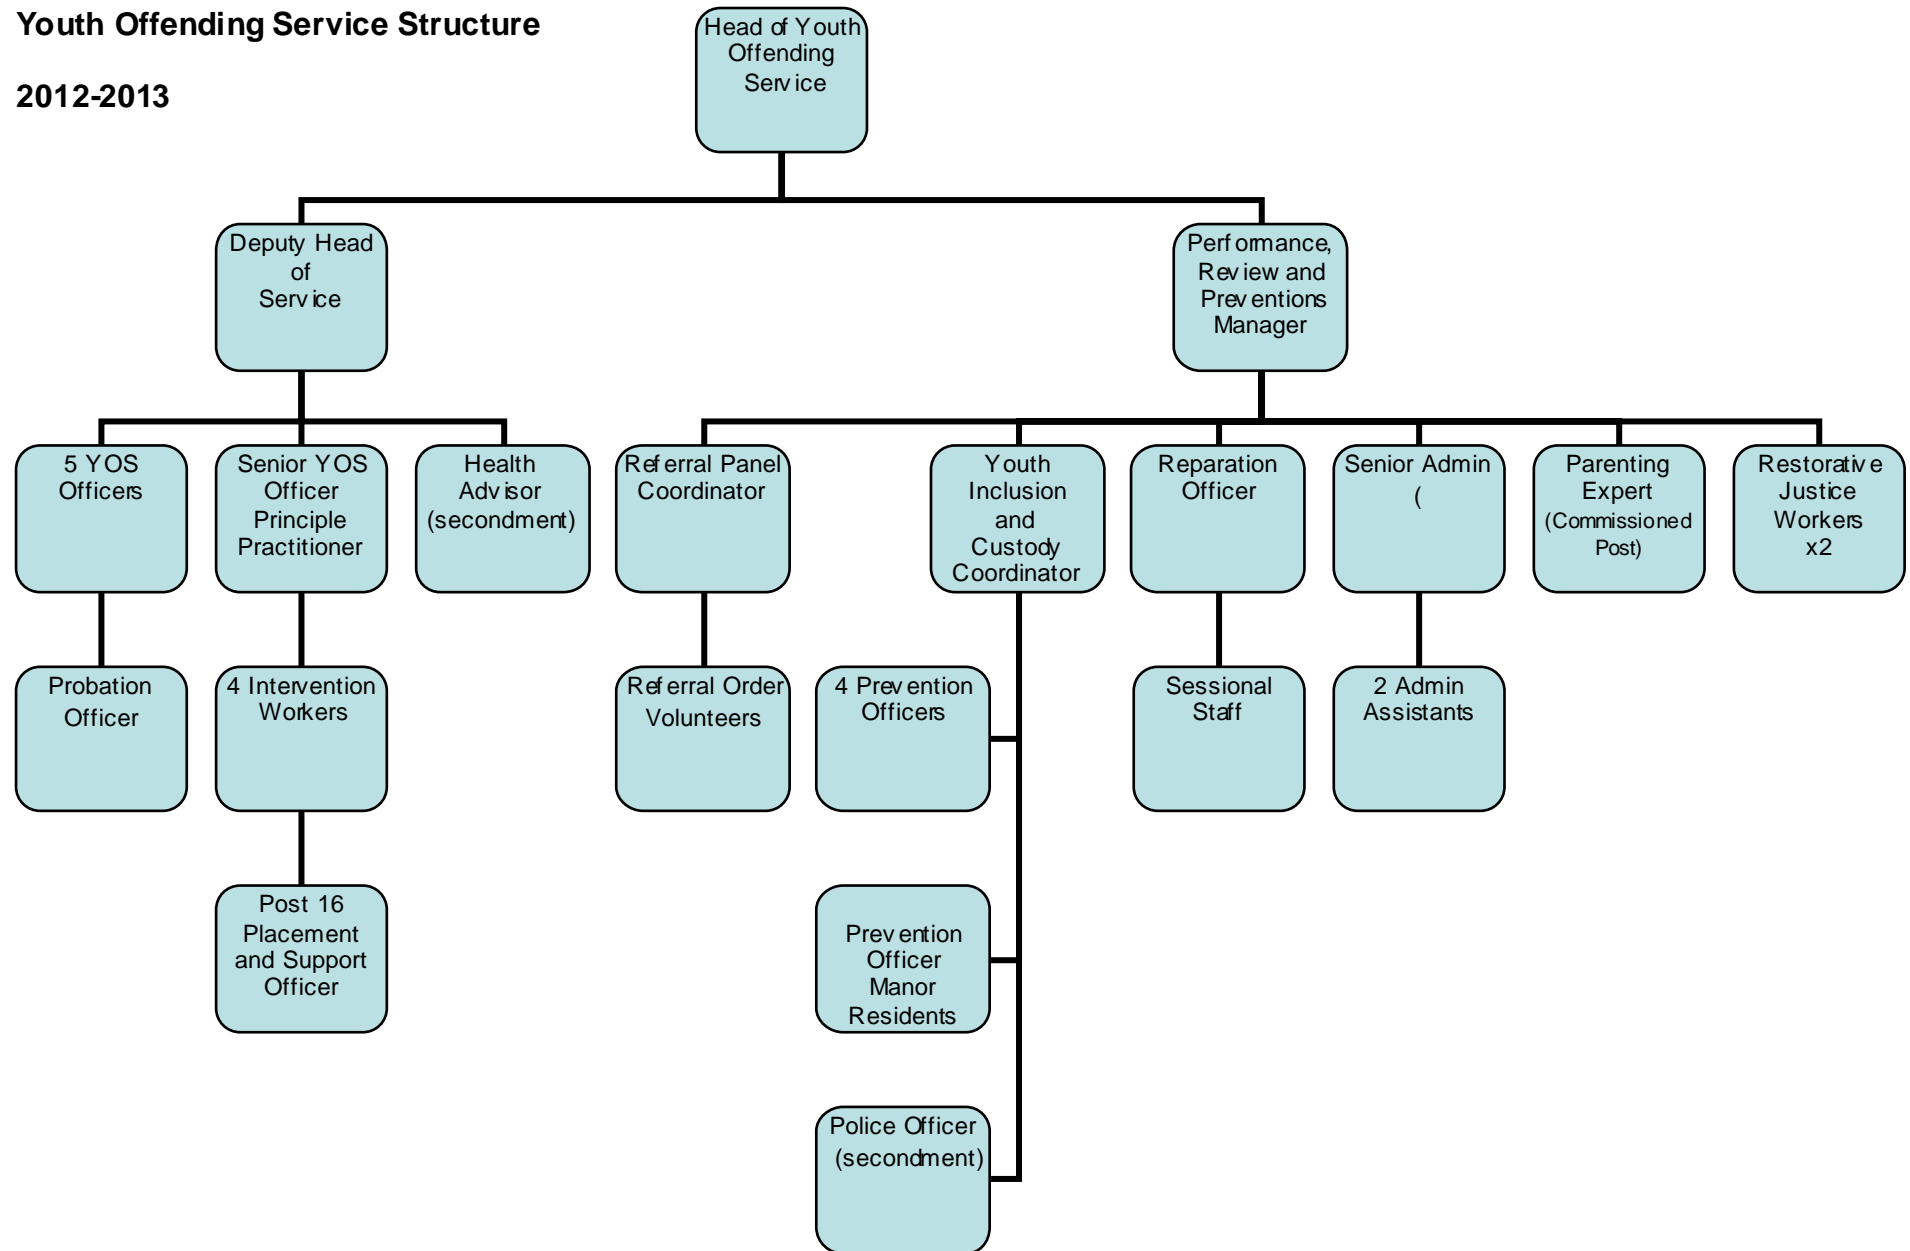 Youth Offending Service Structure
2012-2013
Head of Youth
Offending
Service
Deputy Head
of
Service
Performance,
Review and
Preventions
Manager
5 YOS
Officers
Senior YOS
Officer
Principle
Practitioner
Health
Advisor
(secondment)
Referral Panel
Coordinator
Youth
Inclusion
and
Custody
Coordinator
Reparation
Officer
Senior Admin
(
Parenting
Expert
(Commissioned
Post)
Restorative
Justice
Workers
x2
Probation
Officer
4 Intervention
Workers
Referral Order
Volunteers
4 Prevention
Officers
Sessional
Staff
2 Admin
Assistants
Post 16
Placement
and Support
Officer
Prevention
Officer
Manor
Residents
Police Officer
(secondment)